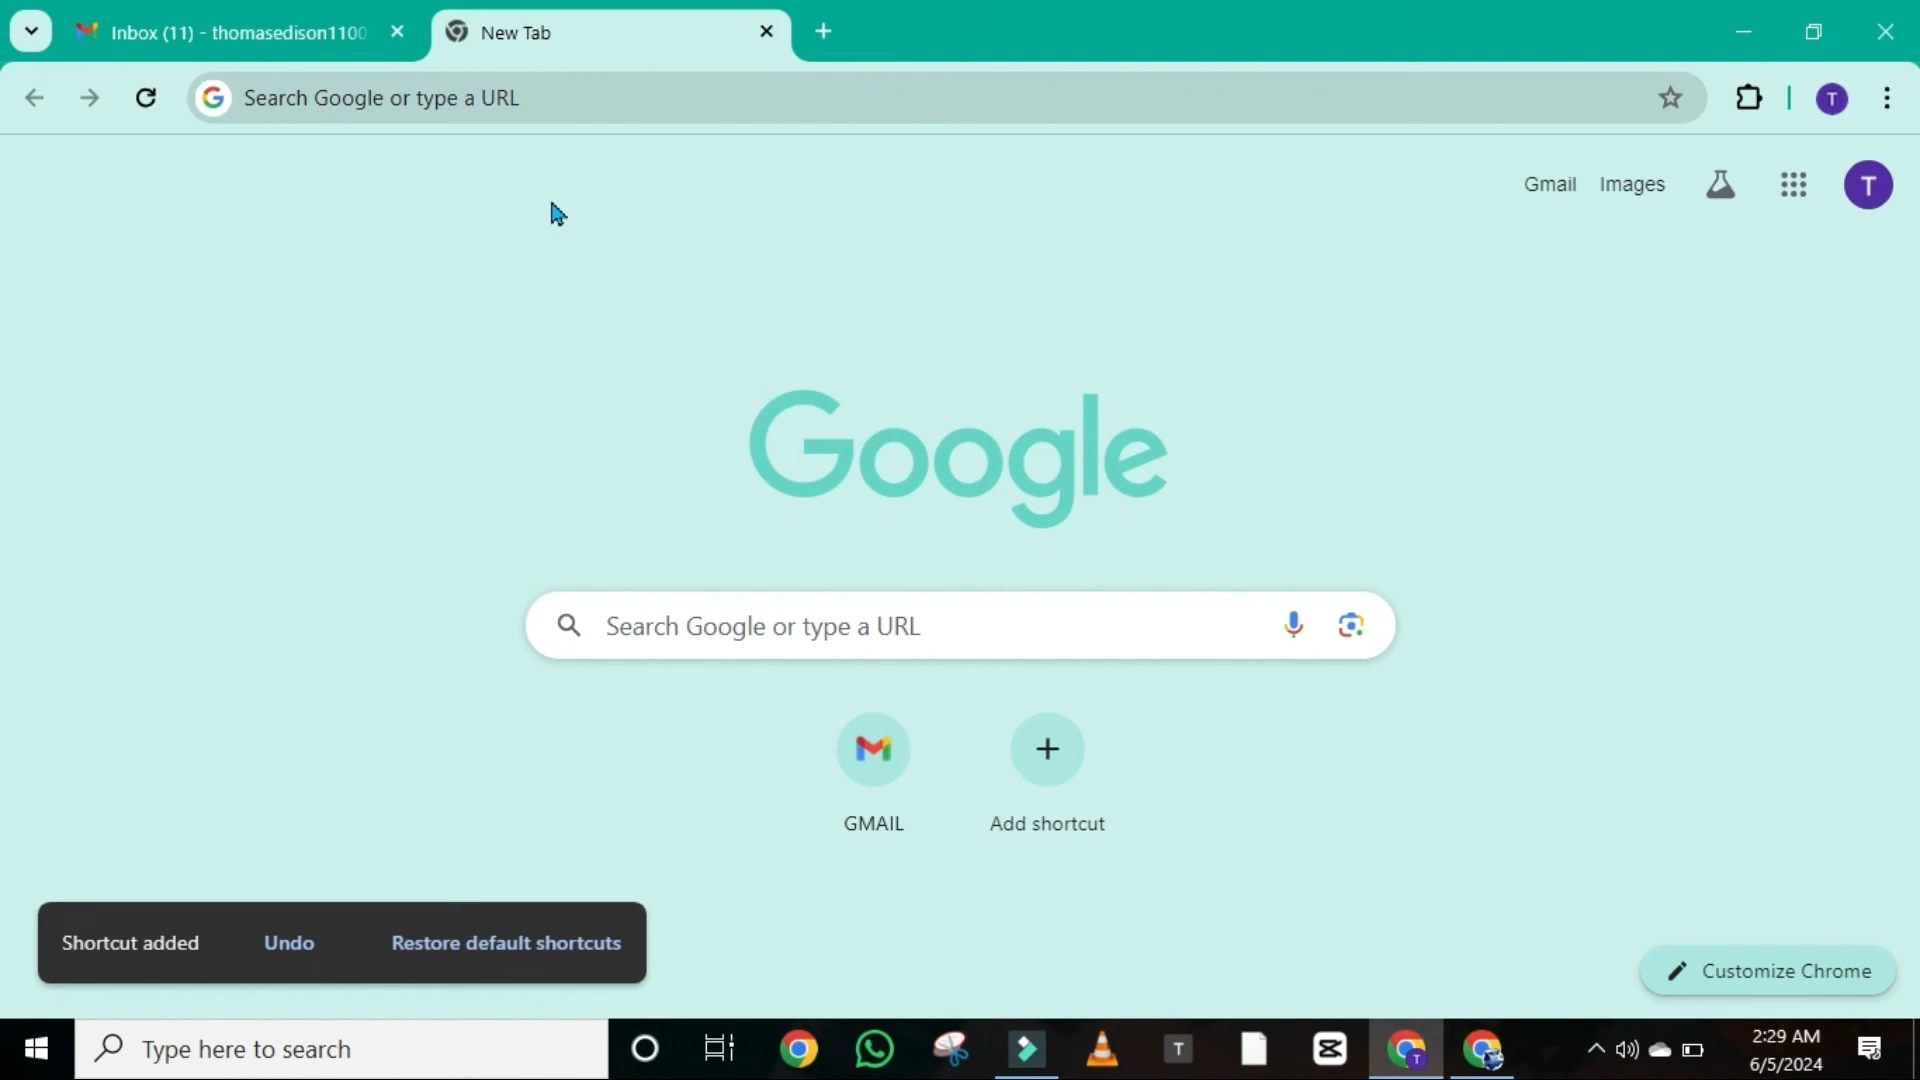 Inbox (11) - thomasedison1100
New Tab
Search Google or type a URL
Gmail
Images
T
T
Google
Search Google or type a URL
GMAIL
Add shortcut
Shortcut added
Undo
Restore default shortcuts
Customize Chrome
Type here to search
T
T
2:29 AM
6/5/2024